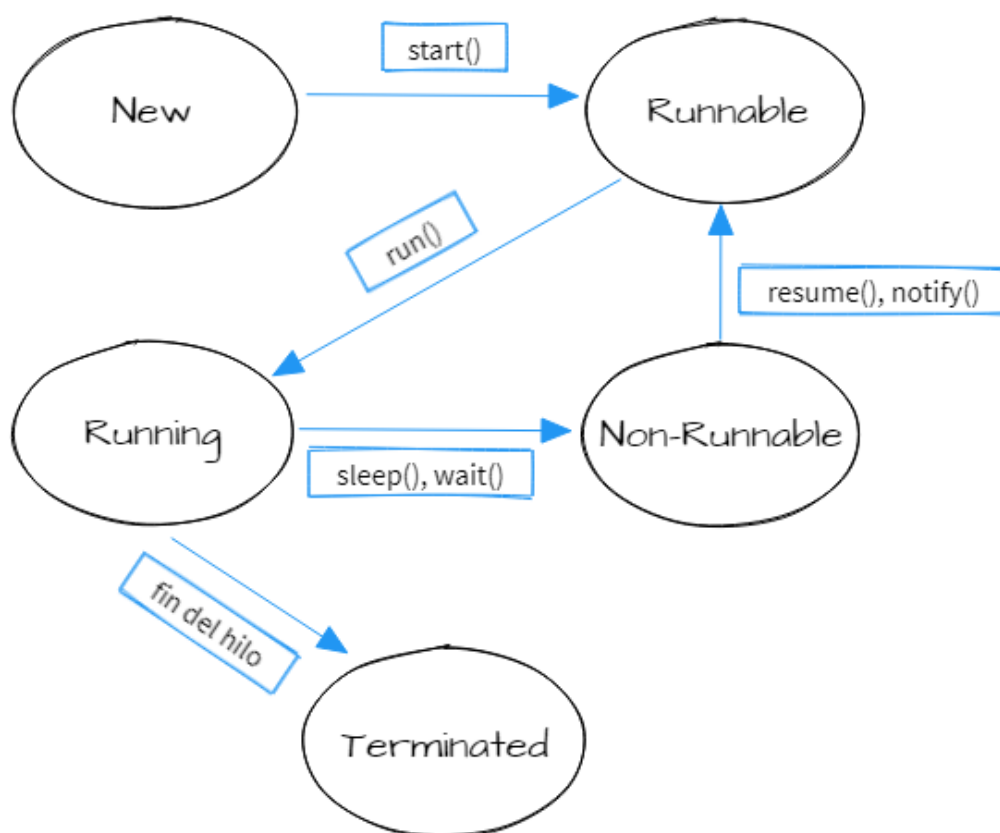 start()
New
Runnable
run()
resume(), notify()
Running
Non-Runnable
sleep(), wait()
fin del hilo
Terminated